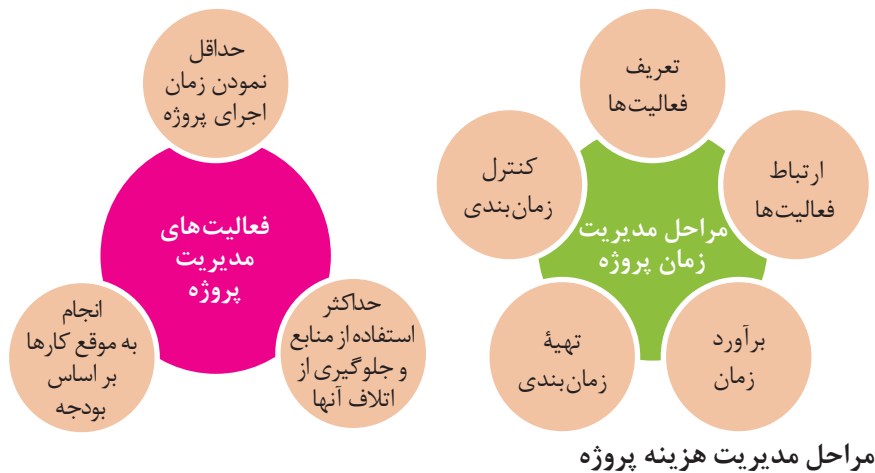 تعریف
فعالیت‌ها
ارتباط
فعالیت‌ها
برآورد
زمان
تهیهٔ
زمان‌بندی
کنترل
زمان‌بندی
مراحل مدیریت
زمان پروژه
حداقل
نمودن زمان
اجرای پروژه
حداکثر
استفاده از منابع
و جلوگیری از
اتلاف آنها
انجام
به موقع کارها
بر اساس
بودجه
فعالیت‌های
مدیریت
پروژه
مراحل مدیریت هزینه پروژه